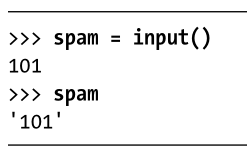 >>> spam = input()
101
>>> spam
'101'